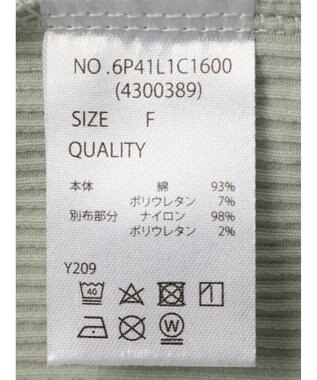 NO .6P41L1C1600
(4300389)
SIZE F
QUALITY
本体 綿 93%
ポリウレタン 7%
別布部分 ナイロン 98%
ポリウレタン 2%
Y209
40
W